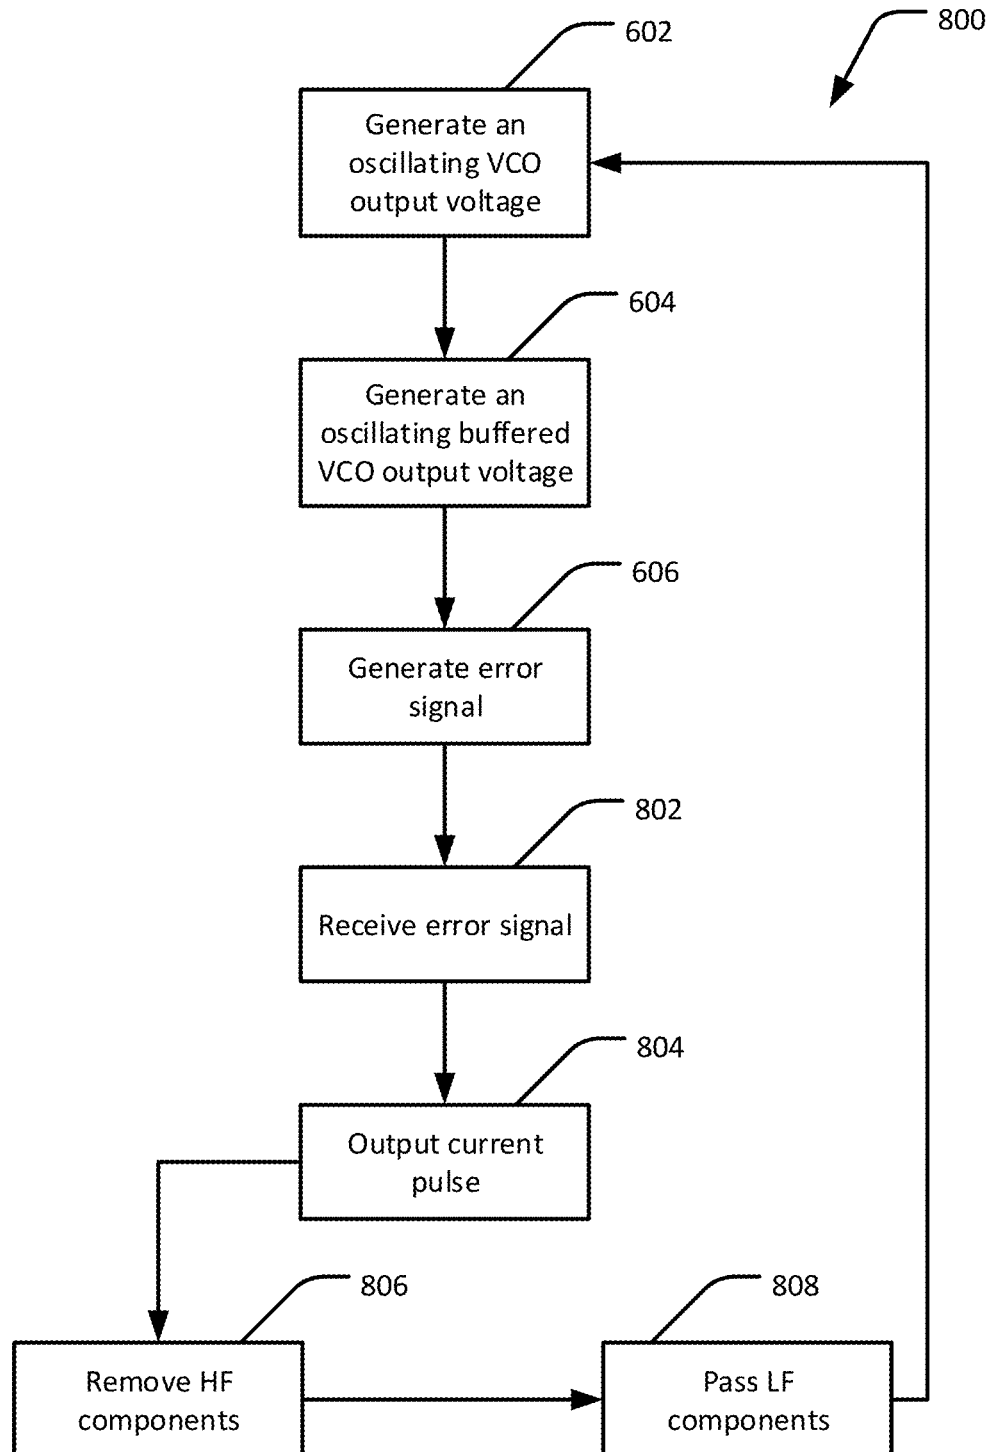 800
602
Generate an
oscillating VCO
output voltage
604
Generate an
oscillating buffered
VCO output voltage
606
Generate error
signal
802
Receive error signal
804
Output current
pulse
806
Remove HF
components
808
Pass LF
components